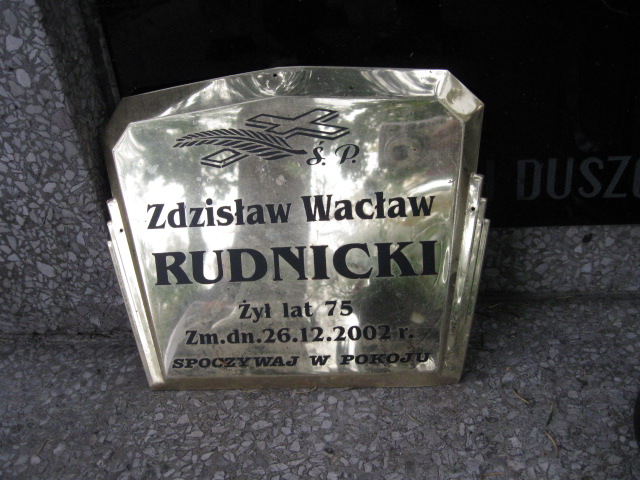 Ś. P.
Zdzisław Wacław
RUDNICKI
Żył lat 75
Zm.dn.26.12.2002 r.
SPOCZYWAJ W POKOJU
DUSZ